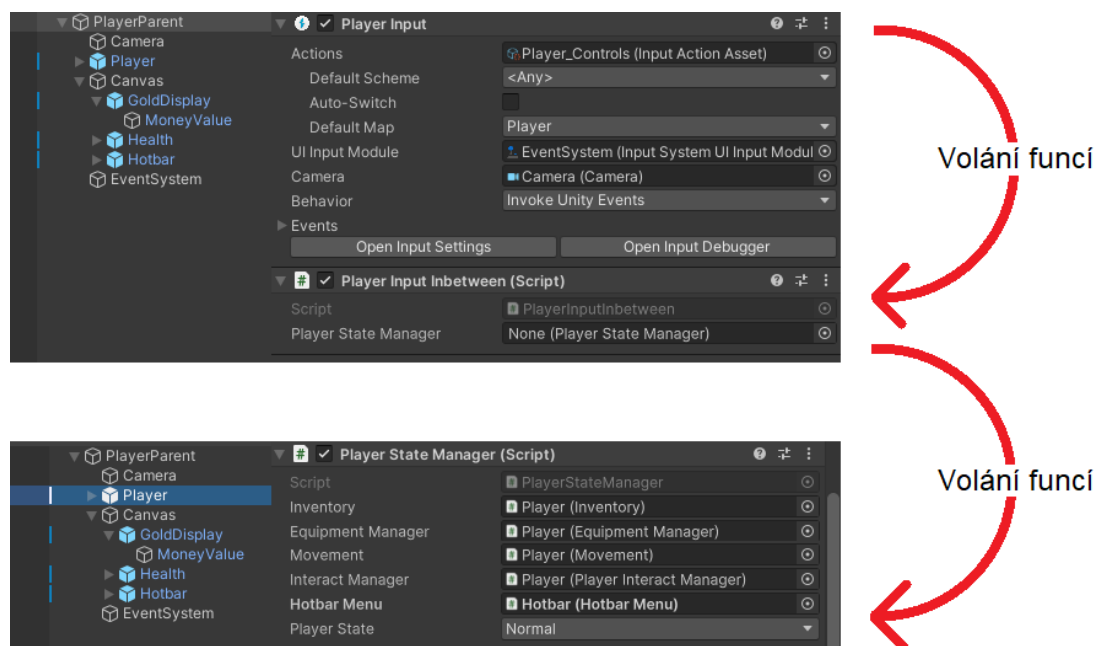 PlayerParent
Camera
Player
Canvas
GoldDisplay
MoneyValue
Health
Hotbar
EventSystem
Player Input
Actions Player_Controls (Input Action Asset)
Default Scheme <Any>
Auto-Switch
Default Map Player
UI Input Module EventSystem (Input System UI Input Modul
Camera Camera (Camera)
Behavior Invoke Unity Events
Events
Open Input Settings Open Input Debugger
# Player Input Inbetween (Script)
Script PlayerInputInbetween
Player State Manager None (Player State Manager)
Volání funcí
PlayerParent
Camera
Player
Canvas
GoldDisplay
MoneyValue
Health
Hotbar
EventSystem
# Player State Manager (Script)
Script PlayerStateManager
Inventory Player (Inventory)
Equipment Manager Player (Equipment Manager)
Movement Player (Movement)
Interact Manager Player (Player Interact Manager)
Hotbar Menu Hotbar (Hotbar Menu)
Player State Normal
Volání funcí